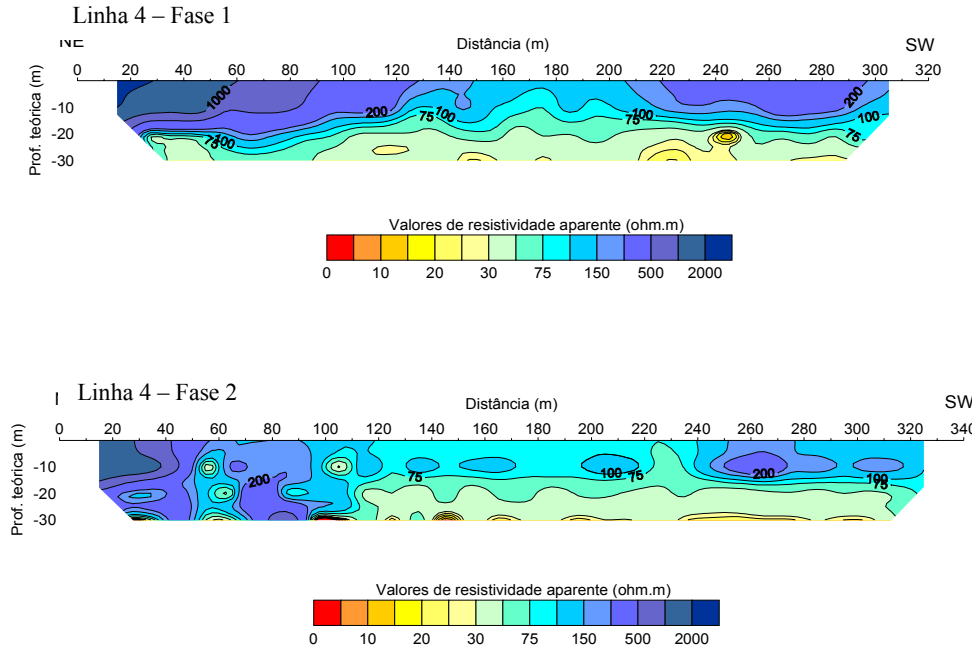 Linha 4 – Fase 1
NE Distância (m) SW
0 20 40 60 80 100 120 140 160 180 200 220 240 260 280 300 320
Prof. teórica (m)
-10
-20
-30
1000
200
100
75
100
75
100
75
200
100
75
Valores de resistividade aparente (ohm.m)
0 10 20 30 75 150 500 2000
Linha 4 – Fase 2
Distância (m) SW
0 20 40 60 80 100 120 140 160 180 200 220 240 260 280 300 320 340
Prof. teórica (m)
-10
-20
-30
200
75
100
75
200
100
75
Valores de resistividade aparente (ohm.m)
0 10 20 30 75 150 500 2000